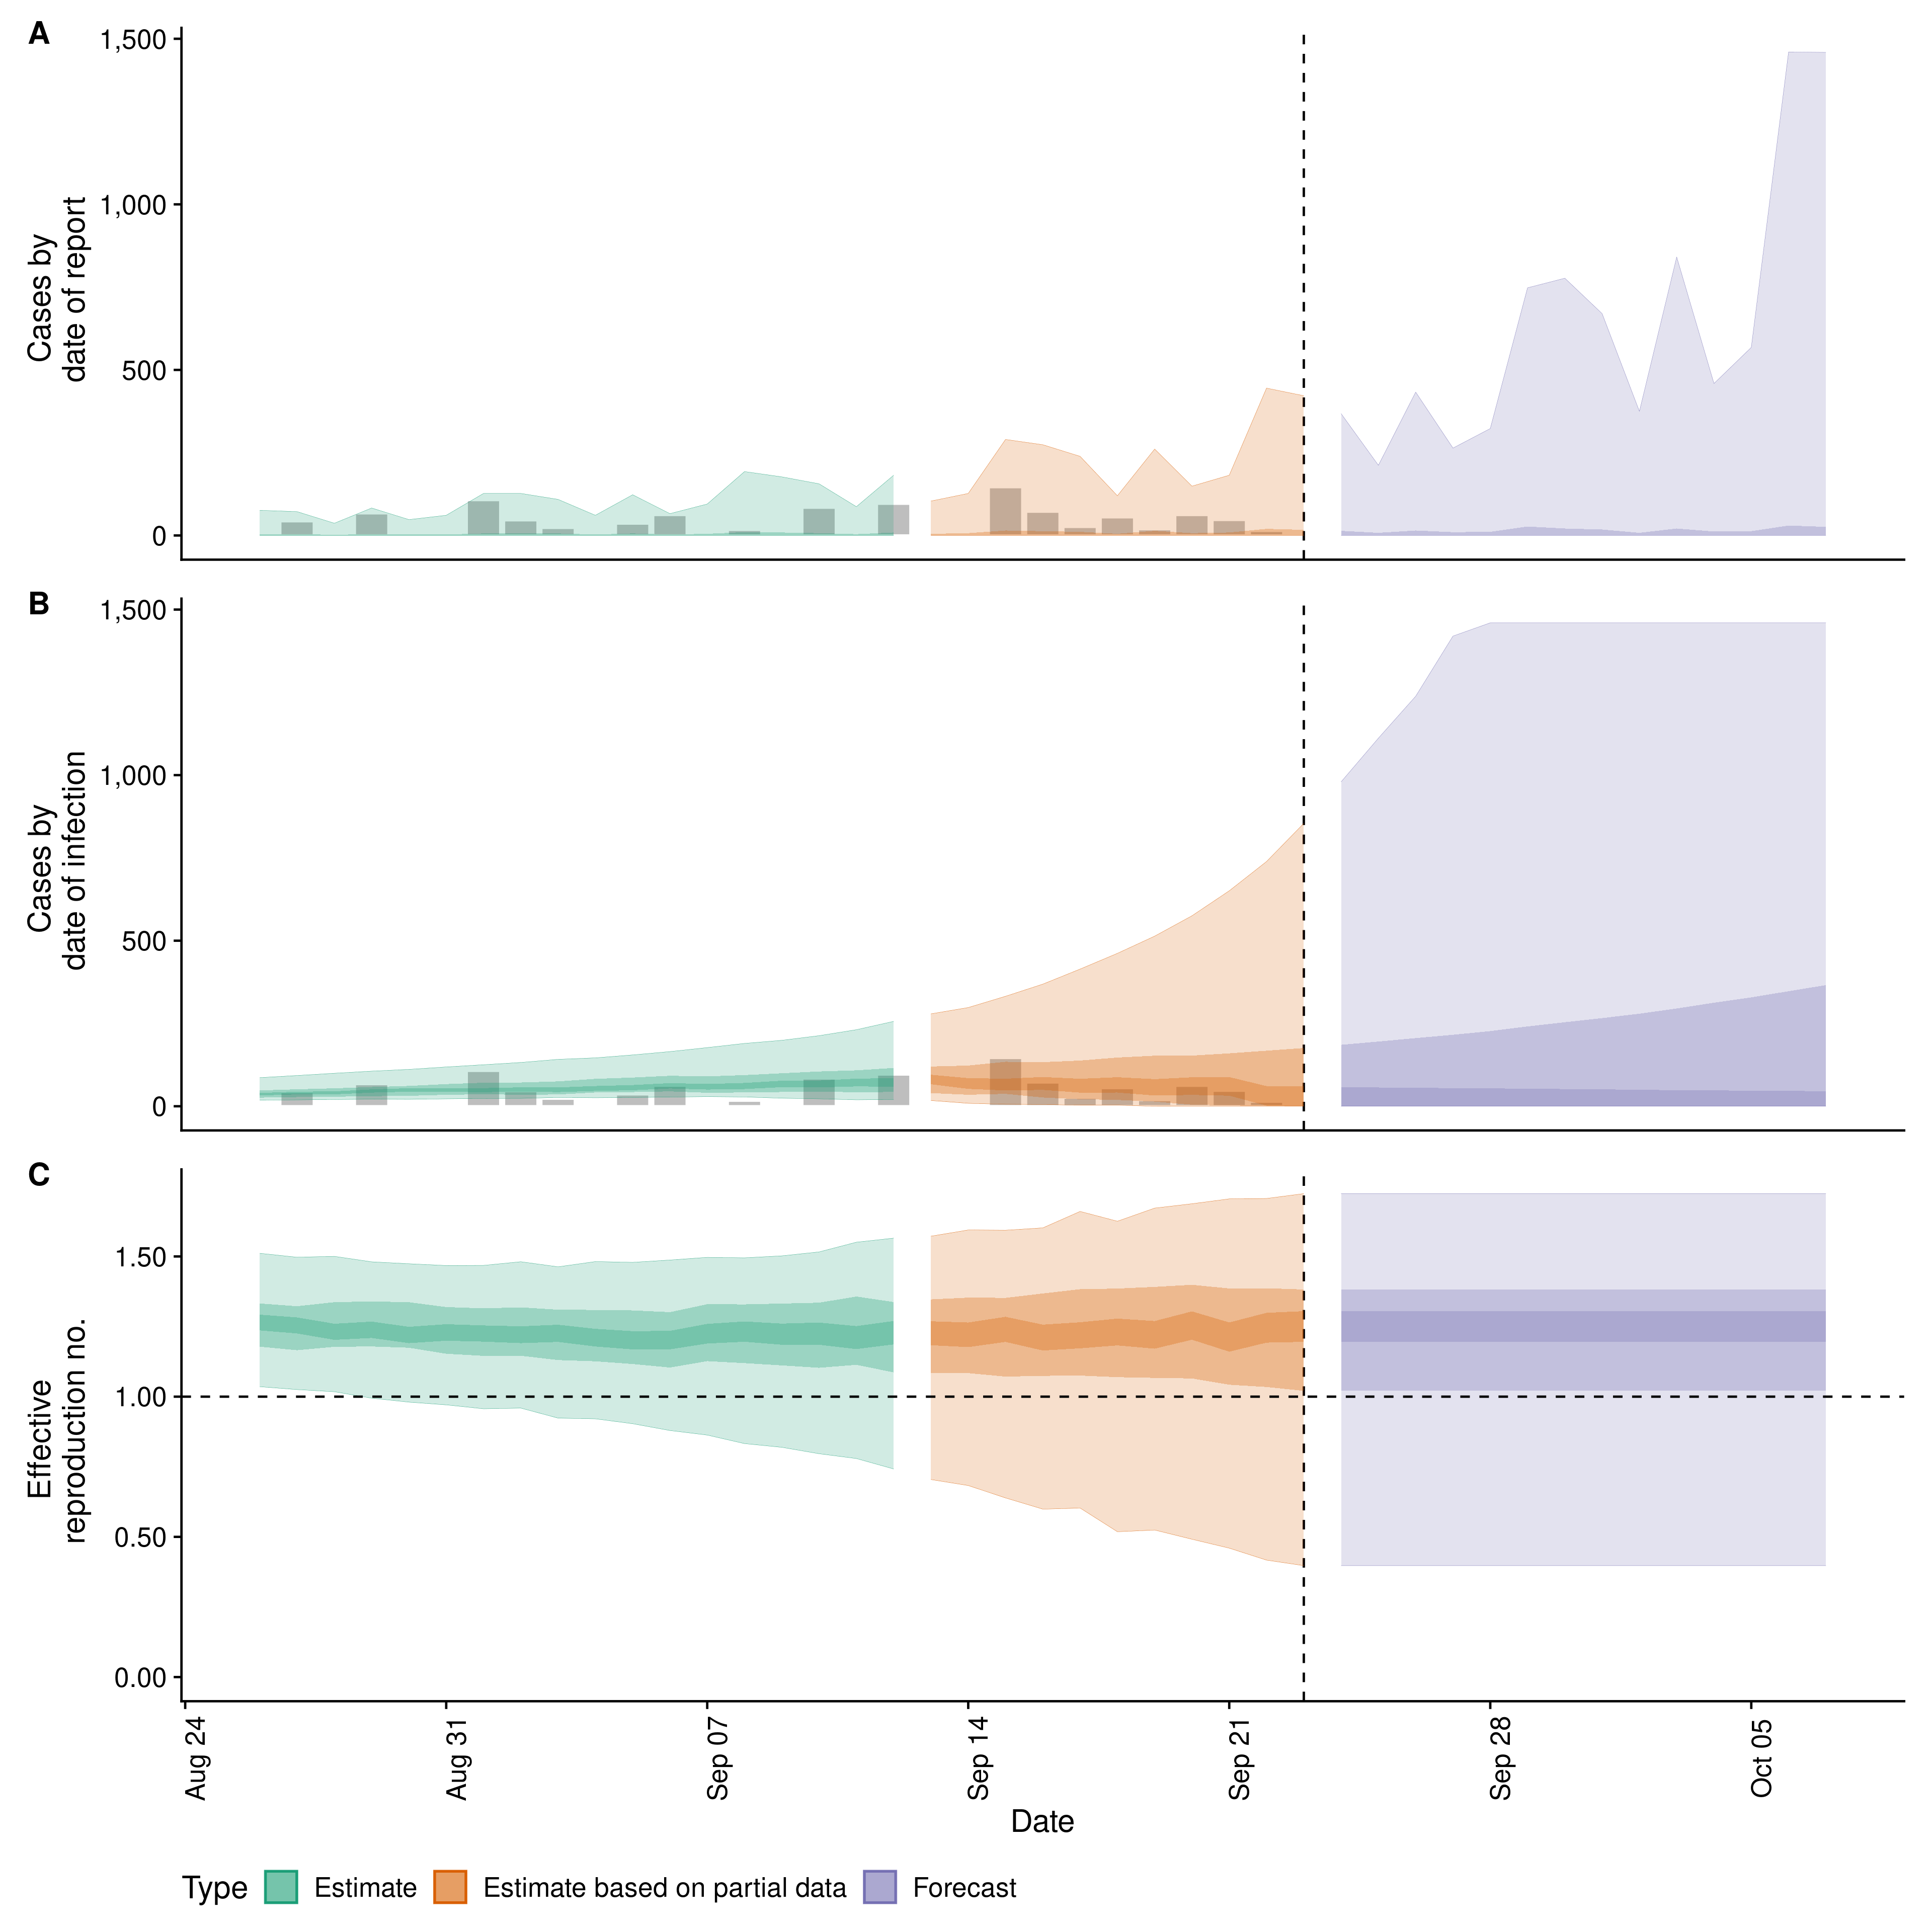 A
1,500
1,000
500
0
Cases by
date of report
B
1,500
1,000
500
0
Cases by
date of infection
C
1.50
1.00
0.50
0.00
Effective
reproduction no.
Aug 24
Aug 31
Sep 07
Sep 14
Sep 21
Sep 28
Oct 05
Date
Type Estimate Estimate based on partial data Forecast